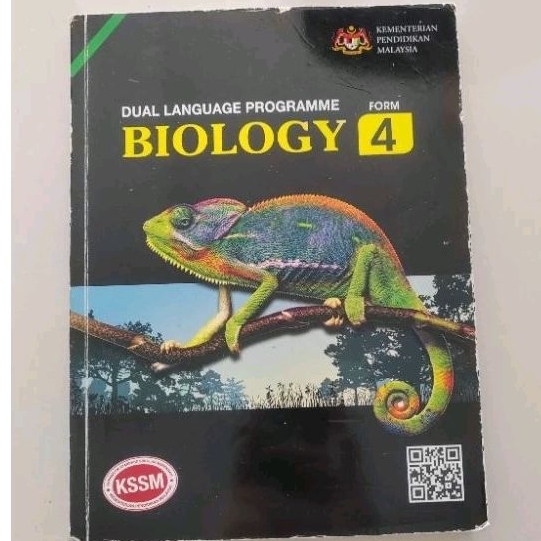 KEMENTERIAN
PENDIDIKAN
MALAYSIA
DUAL LANGUAGE PROGRAMME
FORM
BIOLOGY 4
KSSM